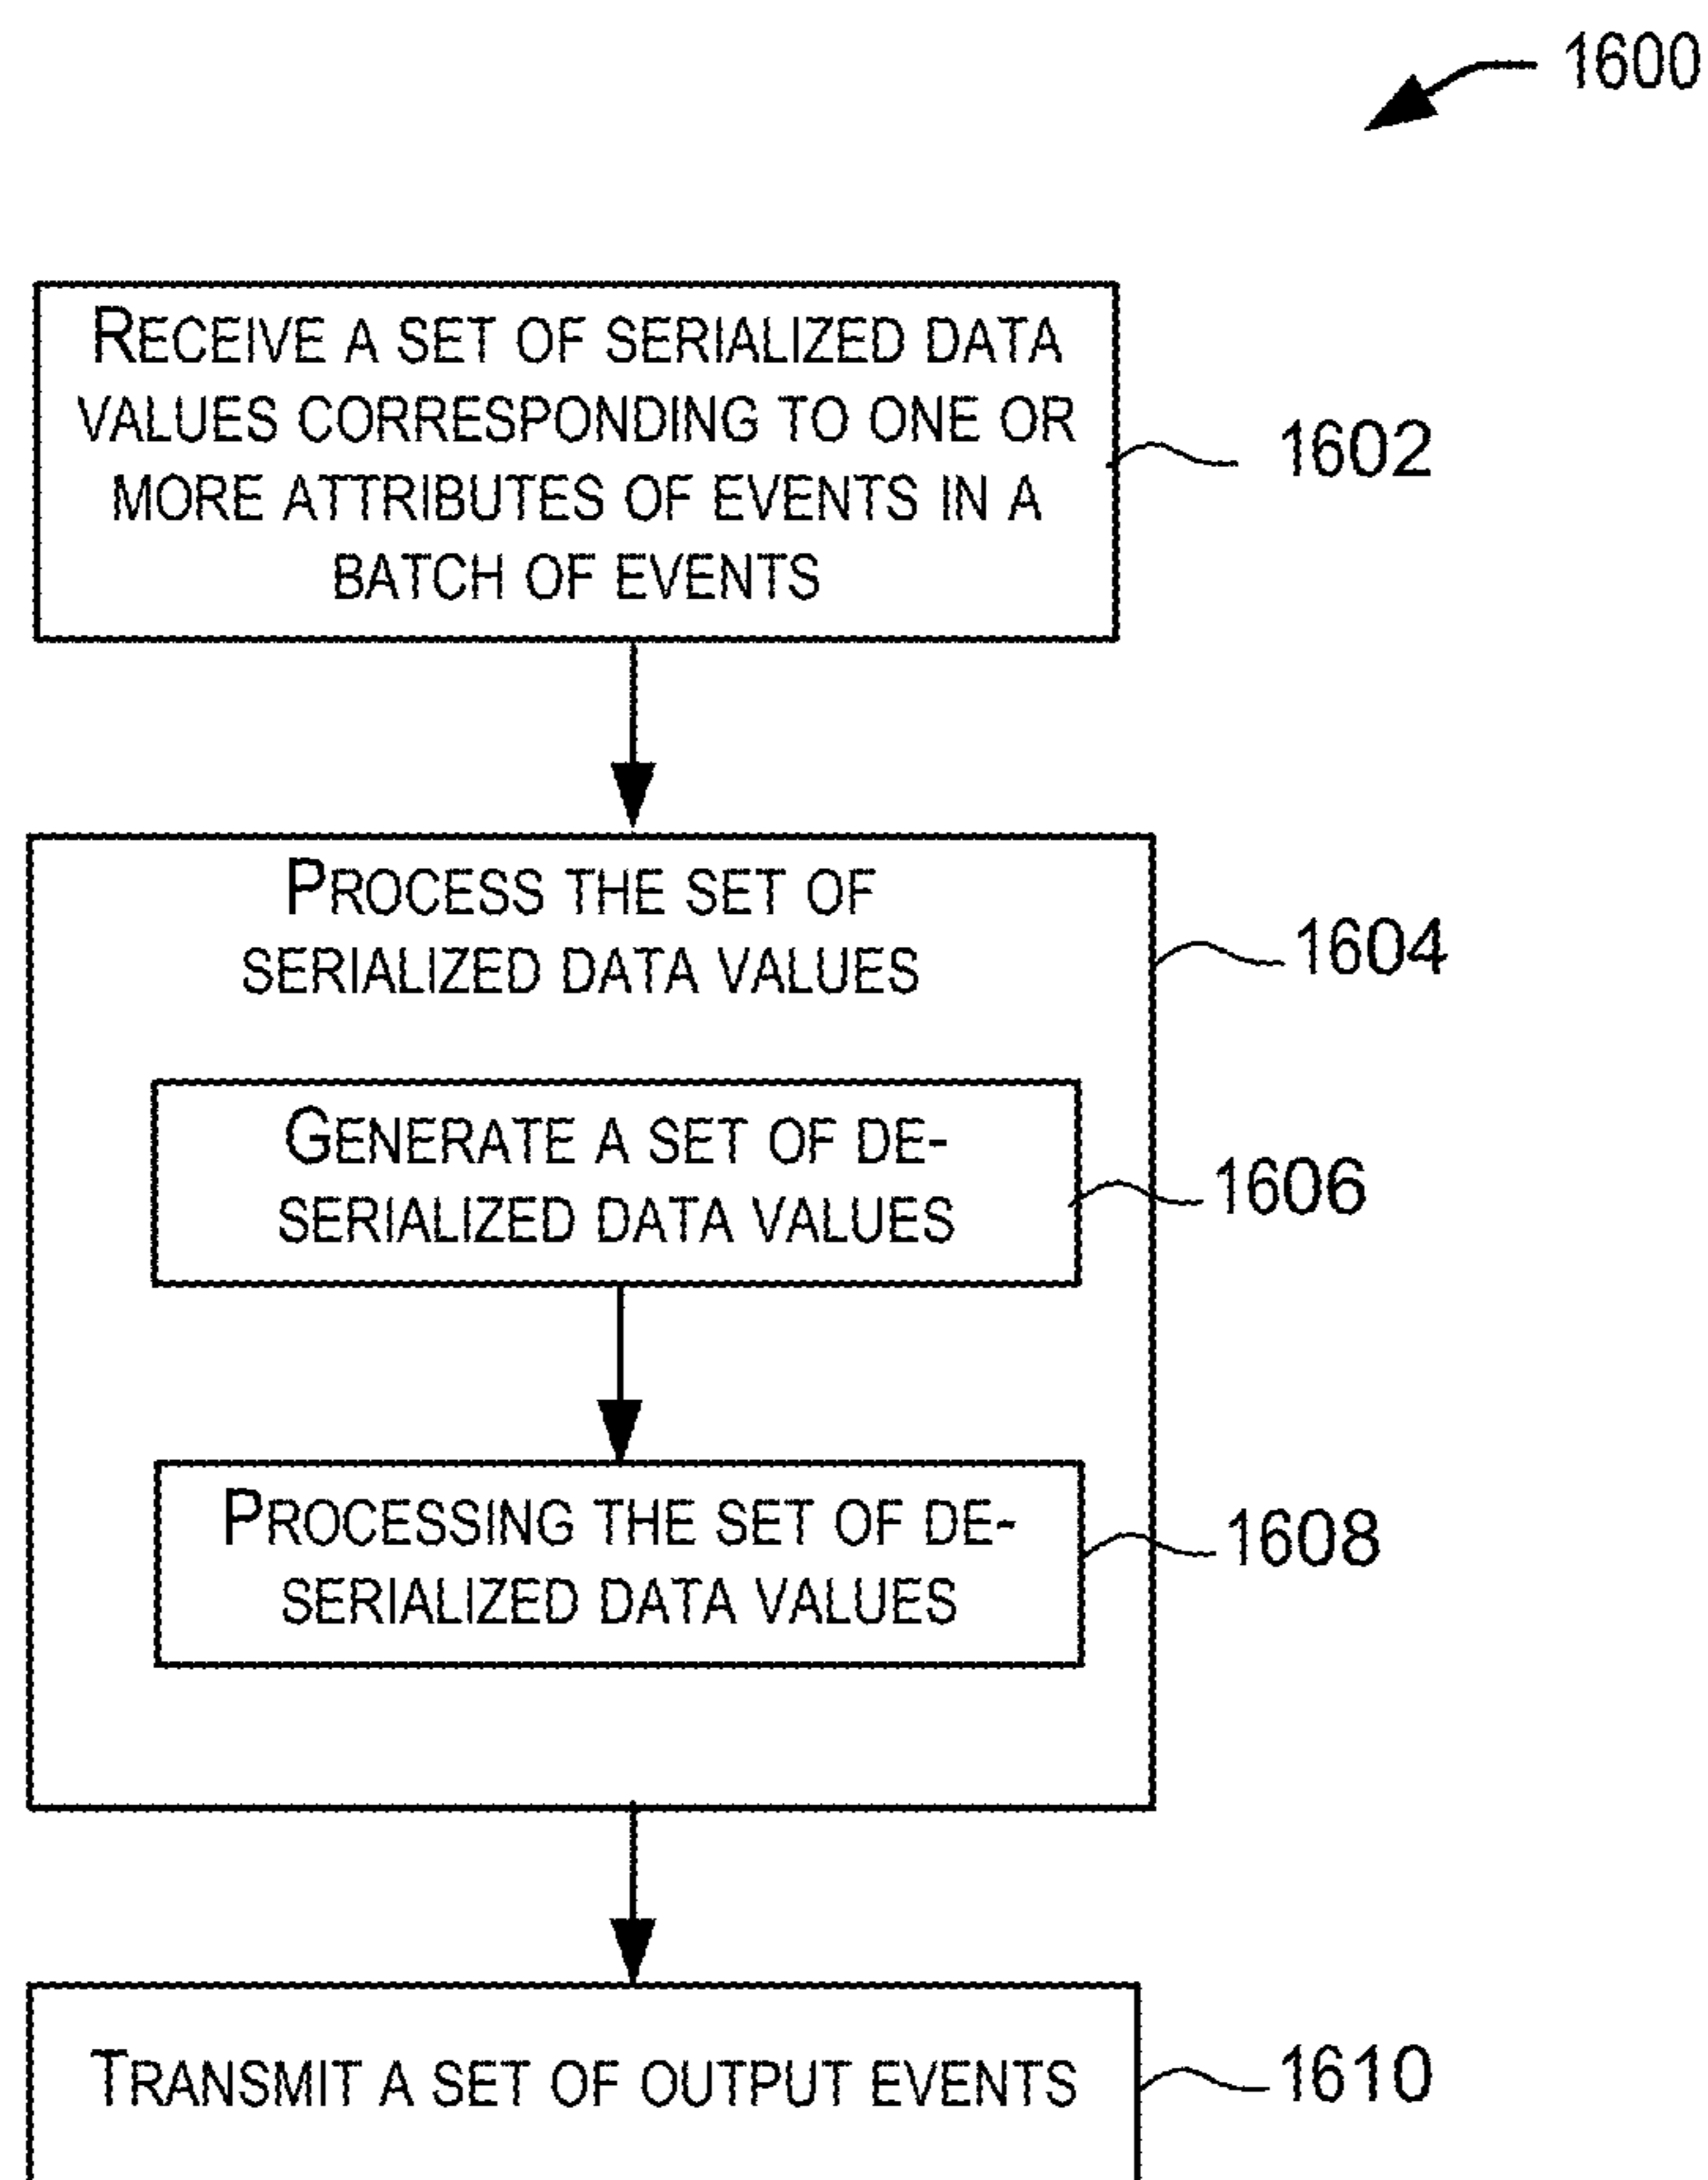 1600
RECEIVE A SET OF SERIALIZED DATA
VALUES CORRESPONDING TO ONE OR
MORE ATTRIBUTES OF EVENTS IN A
BATCH OF EVENTS
1602
PROCESS THE SET OF
SERIALIZED DATA VALUES
1604
GENERATE A SET OF DE-
SERIALIZED DATA VALUES
1606
PROCESSING THE SET OF DE-
SERIALIZED DATA VALUES
1608
TRANSMIT A SET OF OUTPUT EVENTS
1610